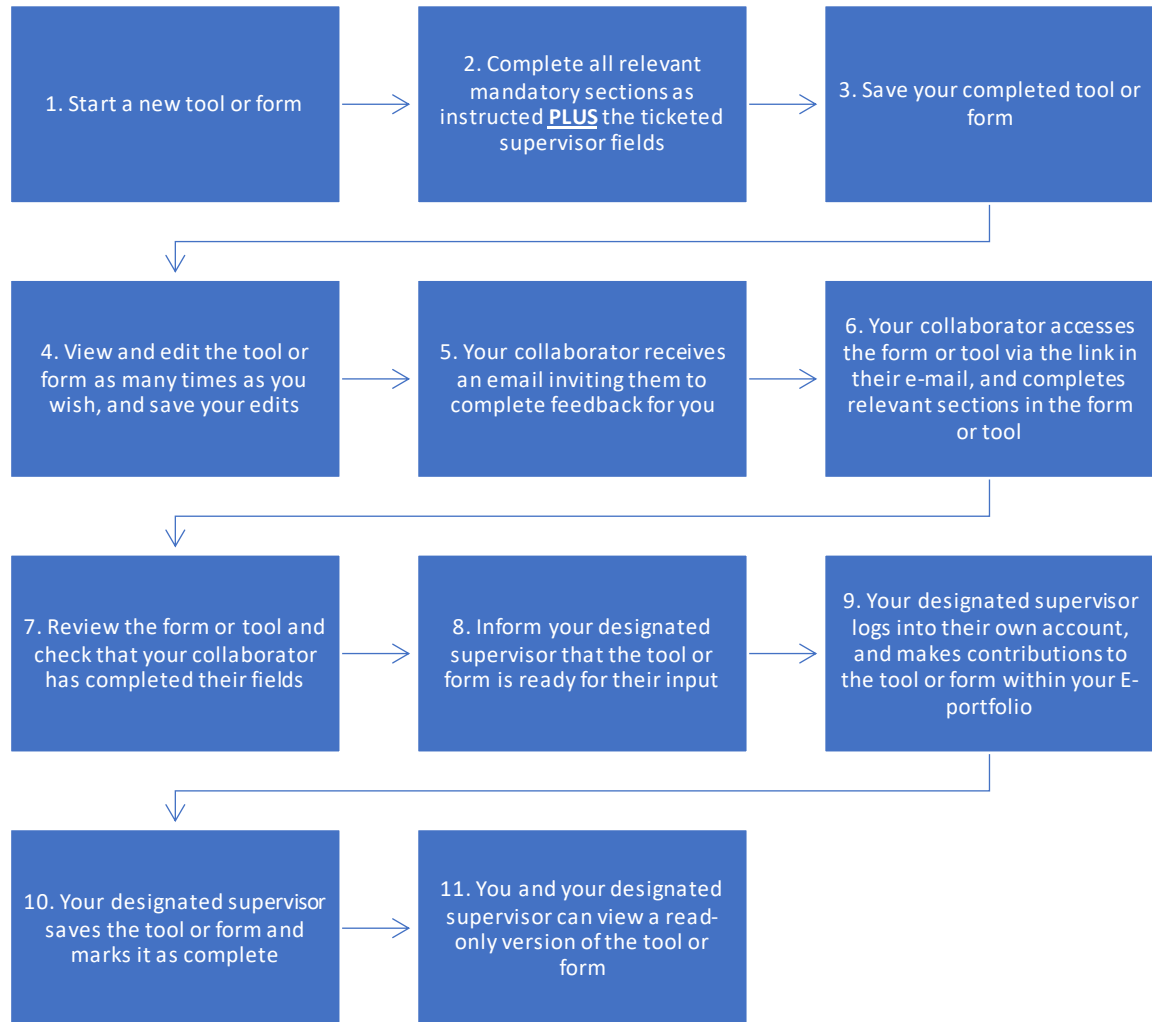 1. Start a new tool or form
2. Complete all relevant
mandatory sections as
instructed PLUS the ticketed
supervisor fields
3. Save your completed tool or
form
4. View and edit the tool or
form as many times as you
wish, and save your edits
5. Your collaborator receives
an email inviting them to
complete feedback for you
6. Your collaborator accesses
the form or tool via the link in
their e-mail, and completes
relevant sections in the form
or tool
7. Review the form or tool and
check that your collaborator
has completed their fields
8. Inform your designated
supervisor that the tool or
form is ready for their input
9. Your designated supervisor
logs into their own account,
and makes contributions to
the tool or form within your E-
portfolio
10. Your designated supervisor
saves the tool or form and
marks it as complete
11. You and your designated
supervisor can view a read-
only version of the tool or
form